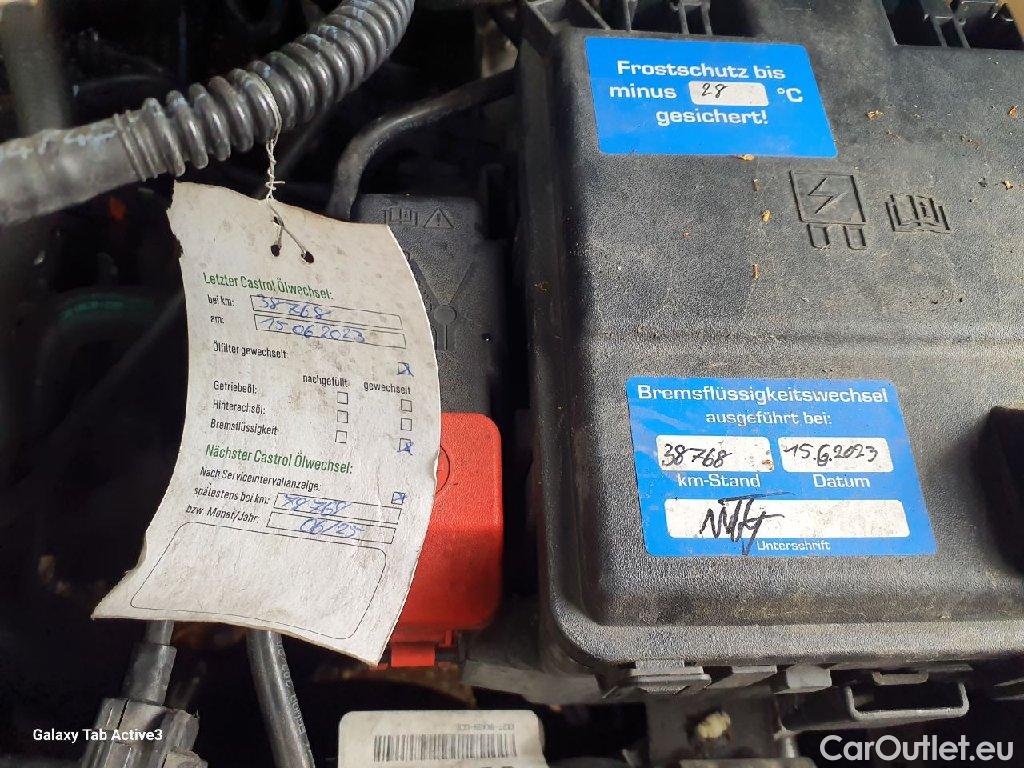 Frostschutz bis
minus 28 °C
gesichert!
Letzter Castrol Ölwechsel:
bei km: 38768
am: 15.06.2023
Ölfilter gewechselt:
nachgefüllt: gewechselt
Getriebeöl:
Hinterachsöl:
Bremsflüssigkeit:
Nächster Castrol Ölwechsel:
Nach Serviceintervallanzeige:
spätestens bei km: 78768
bzw. Monat/Jahr: 06/25
Bremsflüssigkeitswechsel
ausgeführt bei:
38768 15.6.2023
km-Stand Datum
Unterschrift
Galaxy Tab Active3
CarOutlet.eu